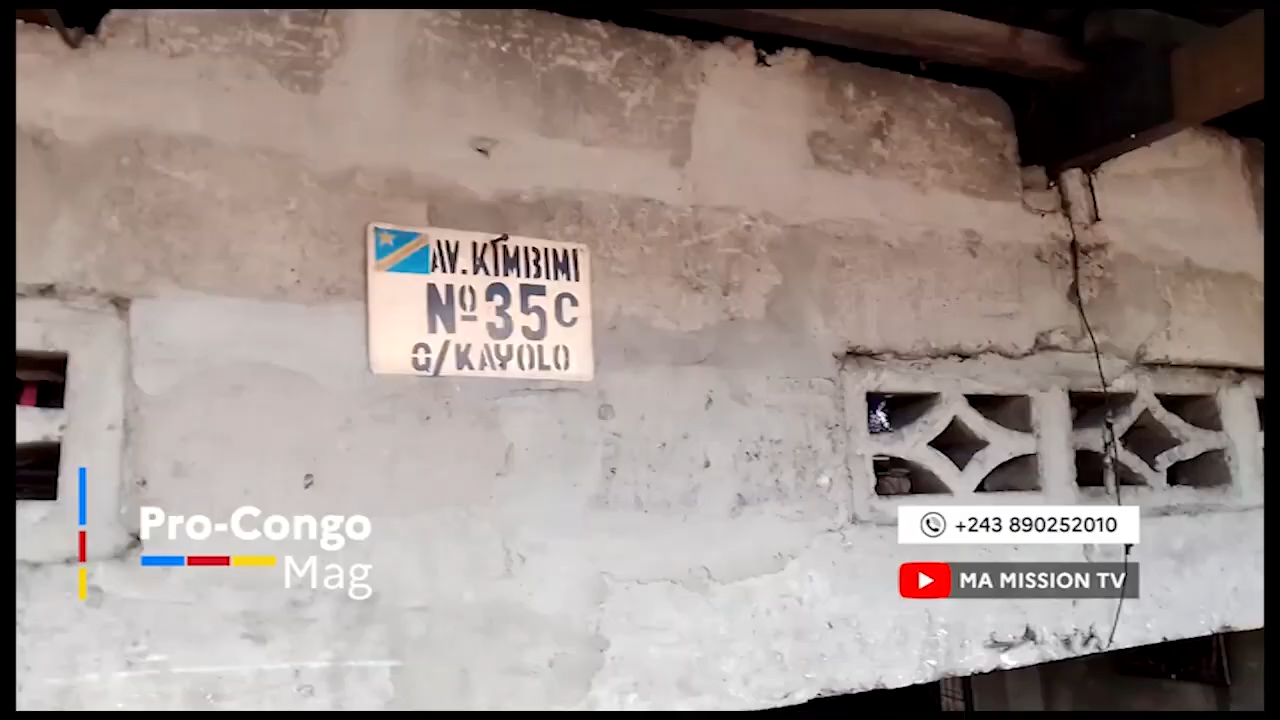 AV. KIMBIMI
Nº 35 C
Q/KAYOLO
Pro-Congo
Mag
+243 890252010
MA MISSION TV